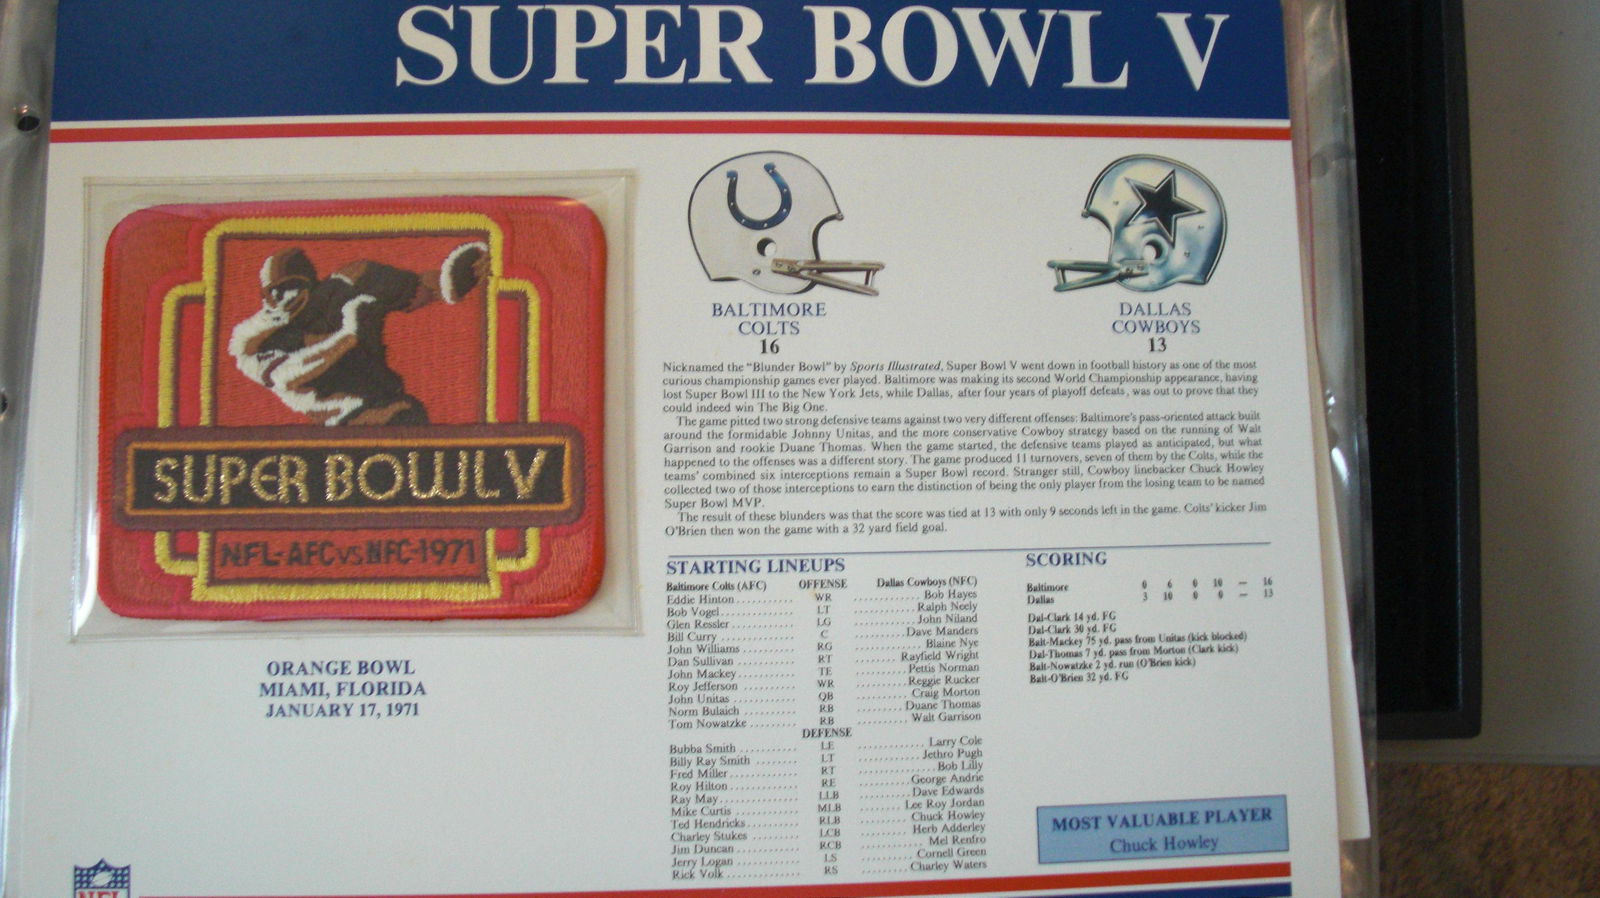 SUPER BOWL V
SUPER BOWL V
NFL-AFC vs NFC-1971
ORANGE BOWL
MIAMI, FLORIDA
JANUARY 17, 1971
BALTIMORE
COLTS
16
DALLAS
COWBOYS
13
Nicknamed the "Blunder Bowl" by Sports Illustrated, Super Bowl V went down in football history as one of the most
curious championship games ever played. Baltimore was making its second World Championship appearance, having
lost Super Bowl III to the New York Jets, while Dallas, after four years of playoff defeats, was out to prove that they
could indeed win The Big One.
The game pitted two strong defensive teams against two very different offenses: Baltimore's pass-oriented attack built
around the formidable Johnny Unitas, and the more conservative Cowboy strategy based on the running of Walt
Garrison and rookie Duane Thomas. When the game started, the defensive teams played as anticipated, but what
happened to the offenses was a different story. The game produced 11 turnovers, seven of them by the Colts, while the
teams' combined six interceptions remain a Super Bowl record. Stranger still, Cowboy linebacker Chuck Howley
collected two of those interceptions to earn the distinction of being the only player from the losing team to be named
Super Bowl MVP.
The result of these blunders was that the score was tied at 13 with only 9 seconds left in the game. Colts' kicker Jim
O'Brien then won the game with a 32 yard field goal.
STARTING LINEUPS
Baltimore Colts (AFC) OFFENSE Dallas Cowboys (NFC)
Eddie Hinton .......... WR .......... Bob Hayes
Bob Vogel .......... LT .......... Ralph Neely
Glen Ressler .......... LG .......... John Niland
Bill Curry .......... C .......... Dave Manders
John Williams .......... RG .......... Blaine Nye
Dan Sullivan .......... RT .......... Rayfield Wright
John Mackey .......... TE .......... Pettis Norman
Roy Jefferson .......... WR .......... Reggie Rucker
John Unitas .......... QB .......... Craig Morton
Norm Bulaich .......... RB .......... Duane Thomas
Tom Nowatzke .......... RB .......... Walt Garrison
DEFENSE
Bubba Smith .......... LE .......... Larry Cole
Billy Ray Smith .......... LT .......... Jethro Pugh
Fred Miller .......... RT .......... Bob Lilly
Roy Hilton .......... RE .......... George Andrie
Ray May .......... LLB .......... Dave Edwards
Mike Curtis .......... MLB .......... Lee Roy Jordan
Ted Hendricks .......... RLB .......... Chuck Howley
Charley Stukes .......... LCB .......... Herb Adderley
Jim Duncan .......... RCB .......... Mel Renfro
Jerry Logan .......... LS .......... Cornell Green
Rick Volk .......... RS .......... Charley Waters
SCORING
Baltimore 0 6 0 10 — 16
Dallas 3 10 0 0 — 13
Dal-Clark 14 yd. FG
Dal-Clark 30 yd. FG
Balt-Mackey 75 yd. pass from Unitas (kick blocked)
Dal-Thomas 7 yd. pass from Morton (Clark kick)
Balt-Nowatzke 2 yd. run (O'Brien kick)
Balt-O'Brien 32 yd. FG
MOST VALUABLE PLAYER
Chuck Howley
NFL